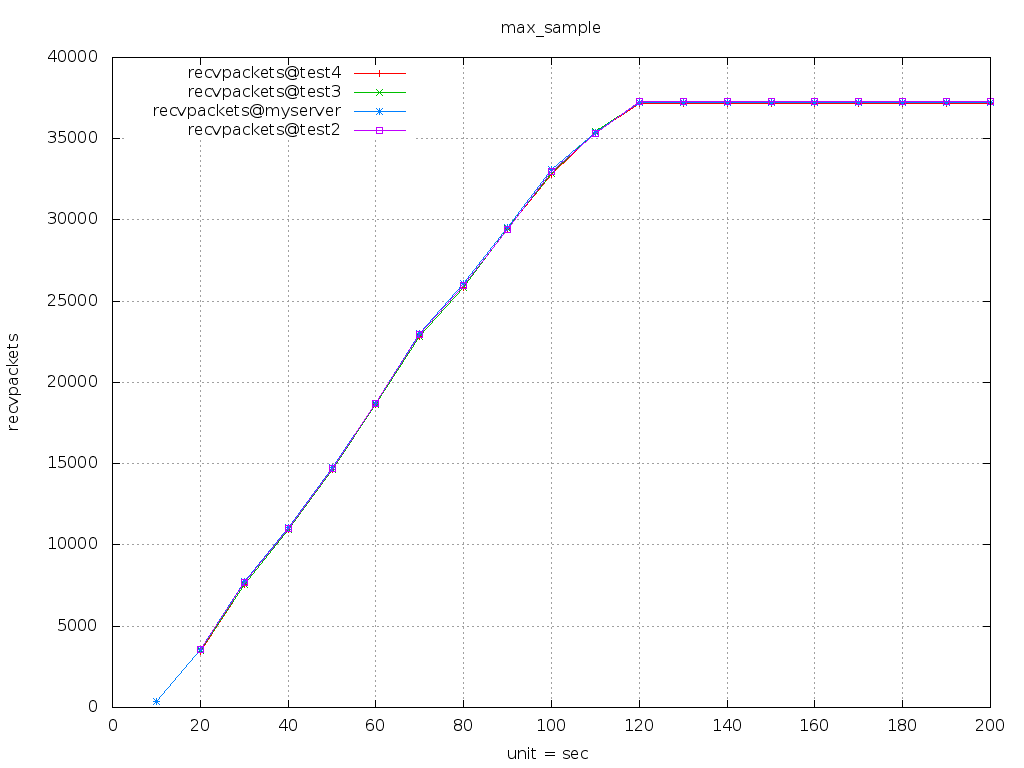 max_sample
40000
35000
30000
25000
20000
15000
10000
5000
0
recvpackets
recvpackets@test4
recvpackets@test3
recvpackets@myserver
recvpackets@test2
0 20 40 60 80 100 120 140 160 180 200
unit = sec